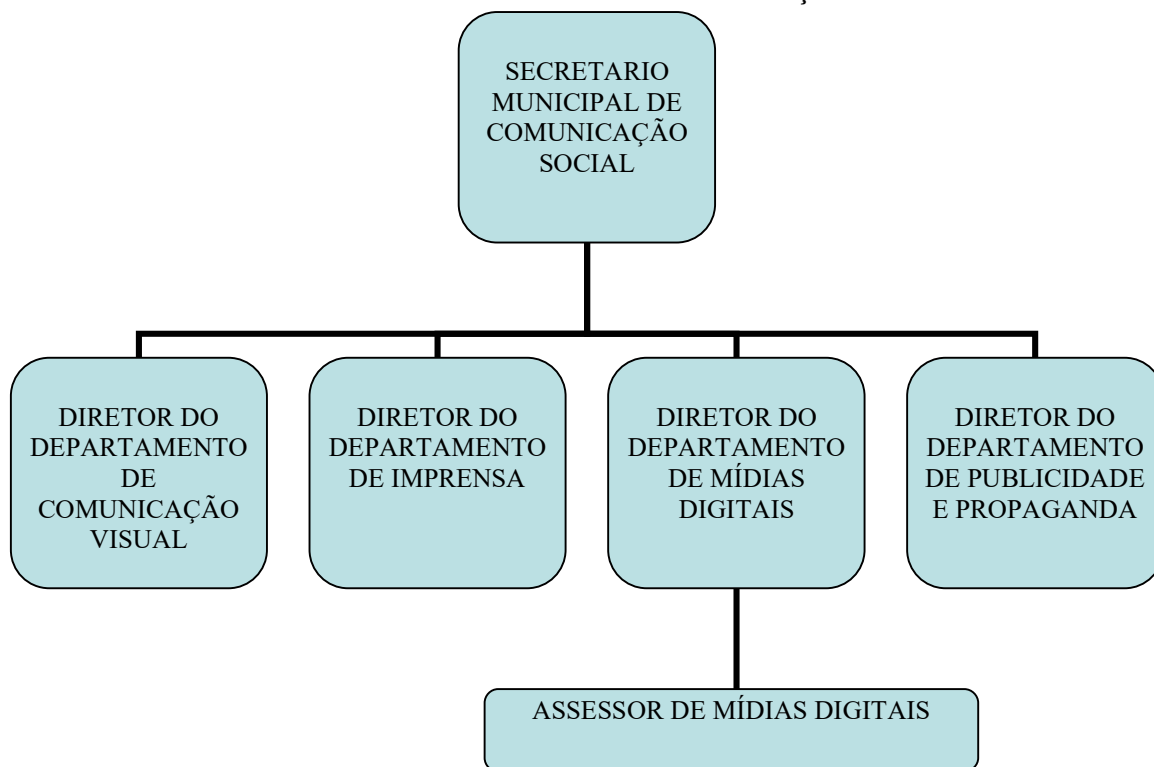 SECRETARIO
MUNICIPAL DE
COMUNICAÇÃO
SOCIAL
DIRETOR DO
DEPARTAMENTO
DE
COMUNICAÇÃO
VISUAL
DIRETOR DO
DEPARTAMENTO
DE IMPRENSA
DIRETOR DO
DEPARTAMENTO
DE MÍDIAS
DIGITAIS
DIRETOR DO
DEPARTAMENTO
DE PUBLICIDADE
E PROPAGANDA
ASSESSOR DE MÍDIAS DIGITAIS